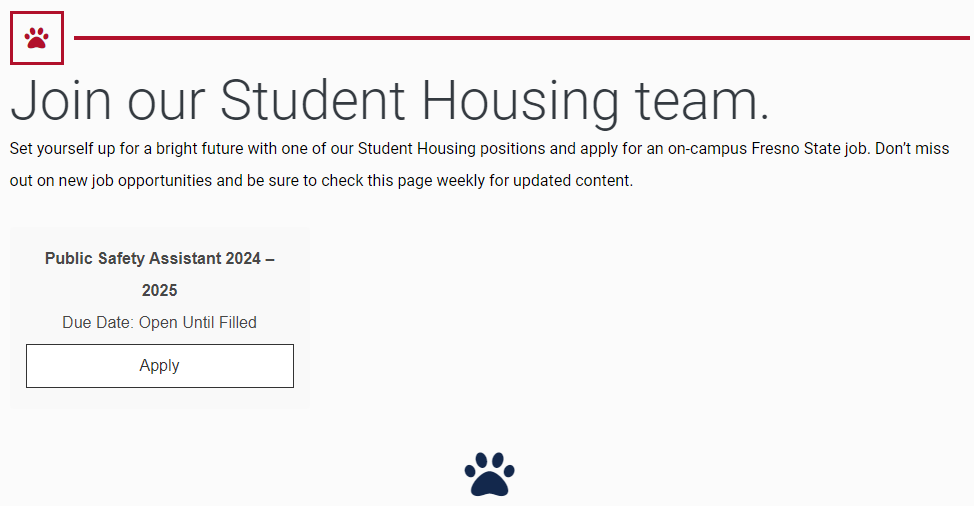 Join our Student Housing team.
Set yourself up for a bright future with one of our Student Housing positions and apply for an on-campus Fresno State job. Don’t miss
out on new job opportunities and be sure to check this page weekly for updated content.
Public Safety Assistant 2024 –
2025
Due Date: Open Until Filled
Apply